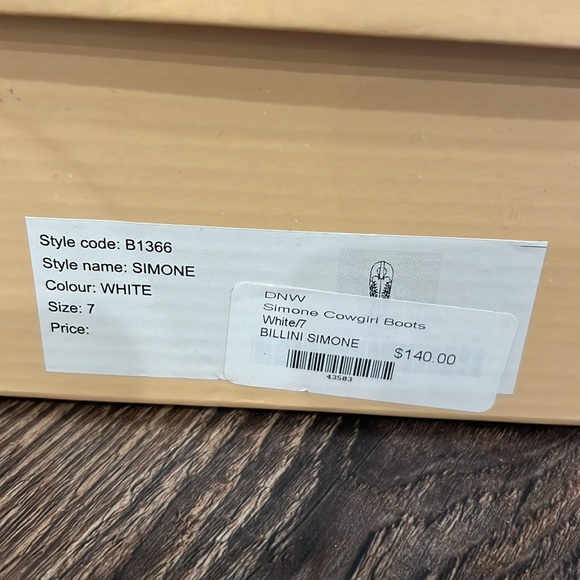 Style code: B1366
Style name: SIMONE
Colour: WHITE
Size: 7
Price:
DNW
Simone Cowgirl Boots
White/7
BILLINI SIMONE
$140.00
43583